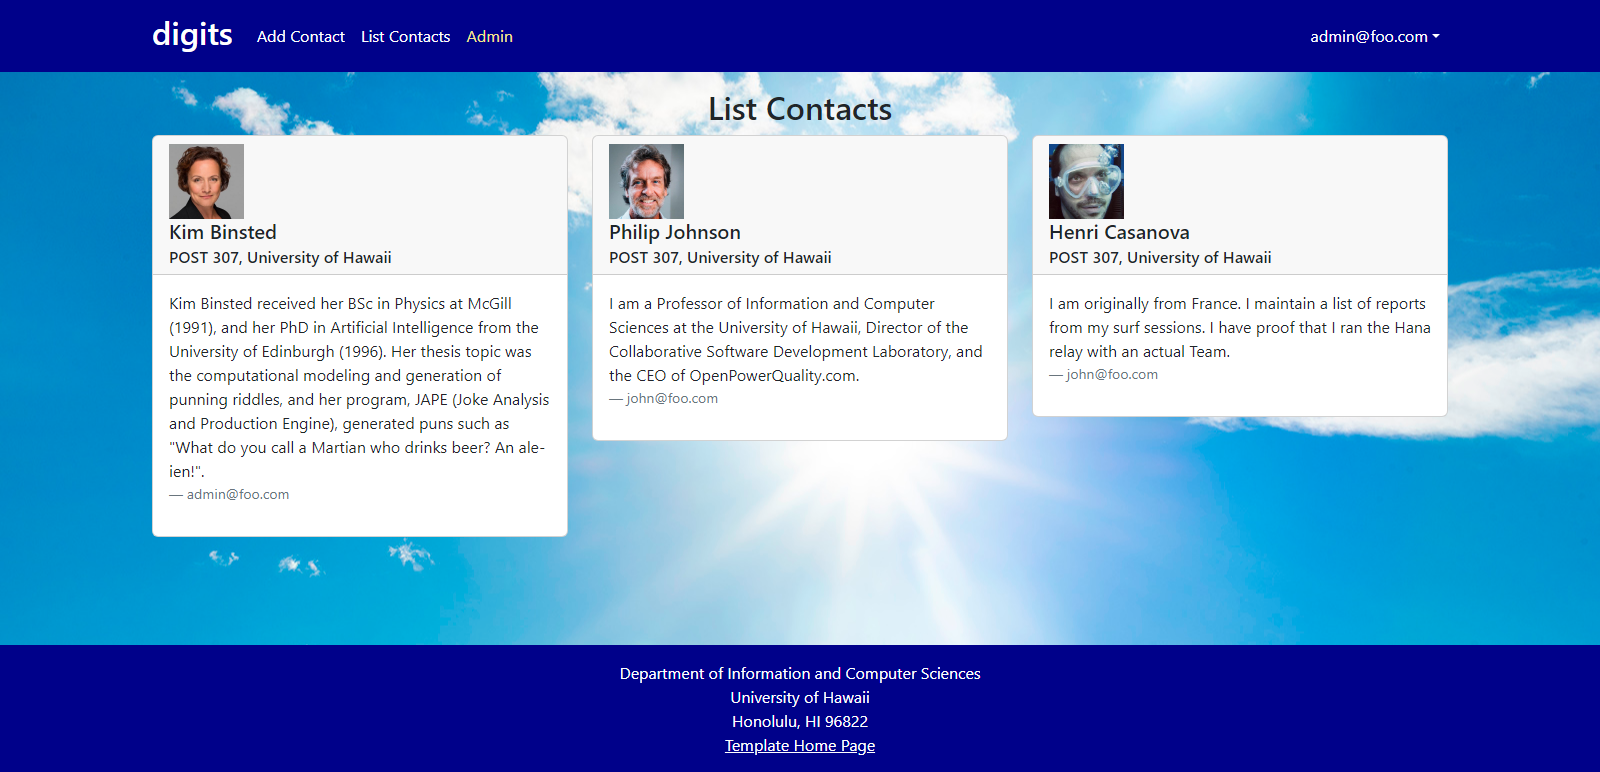 digits Add Contact List Contacts Admin admin@foo.com
List Contacts
Kim Binsted
POST 307, University of Hawaii
Kim Binsted received her BSc in Physics at McGill
(1991), and her PhD in Artificial Intelligence from the
University of Edinburgh (1996). Her thesis topic was
the computational modeling and generation of
punning riddles, and her program, JAPE (Joke Analysis
and Production Engine), generated puns such as
"What do you call a Martian who drinks beer? An ale-
ien!".
— admin@foo.com
Philip Johnson
POST 307, University of Hawaii
I am a Professor of Information and Computer
Sciences at the University of Hawaii, Director of the
Collaborative Software Development Laboratory, and
the CEO of OpenPowerQuality.com.
— john@foo.com
Henri Casanova
POST 307, University of Hawaii
I am originally from France. I maintain a list of reports
from my surf sessions. I have proof that I ran the Hana
relay with an actual Team.
— john@foo.com
Department of Information and Computer Sciences
University of Hawaii
Honolulu, HI 96822
Template Home Page